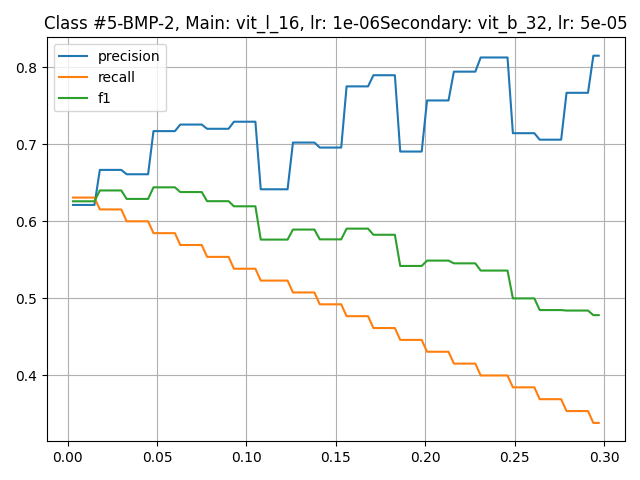 Class #5-BMP-2, Main: vit_l_16, lr: 1e-06Secondary: vit_b_32, lr: 5e-05
precision
recall
f1
0.8
0.7
0.6
0.5
0.4
0.00 0.05 0.10 0.15 0.20 0.25 0.30